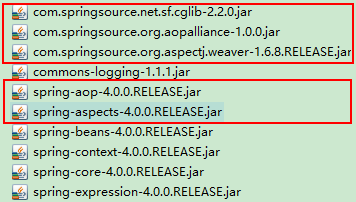 com.springsource.net.sf.cglib-2.2.0.jar
com.springsource.org.aopalliance-1.0.0.jar
com.springsource.org.aspectj.weaver-1.6.8.RELEASE.jar
commons-logging-1.1.1.jar
spring-aop-4.0.0.RELEASE.jar
spring-aspects-4.0.0.RELEASE.jar
spring-beans-4.0.0.RELEASE.jar
spring-context-4.0.0.RELEASE.jar
spring-core-4.0.0.RELEASE.jar
spring-expression-4.0.0.RELEASE.jar